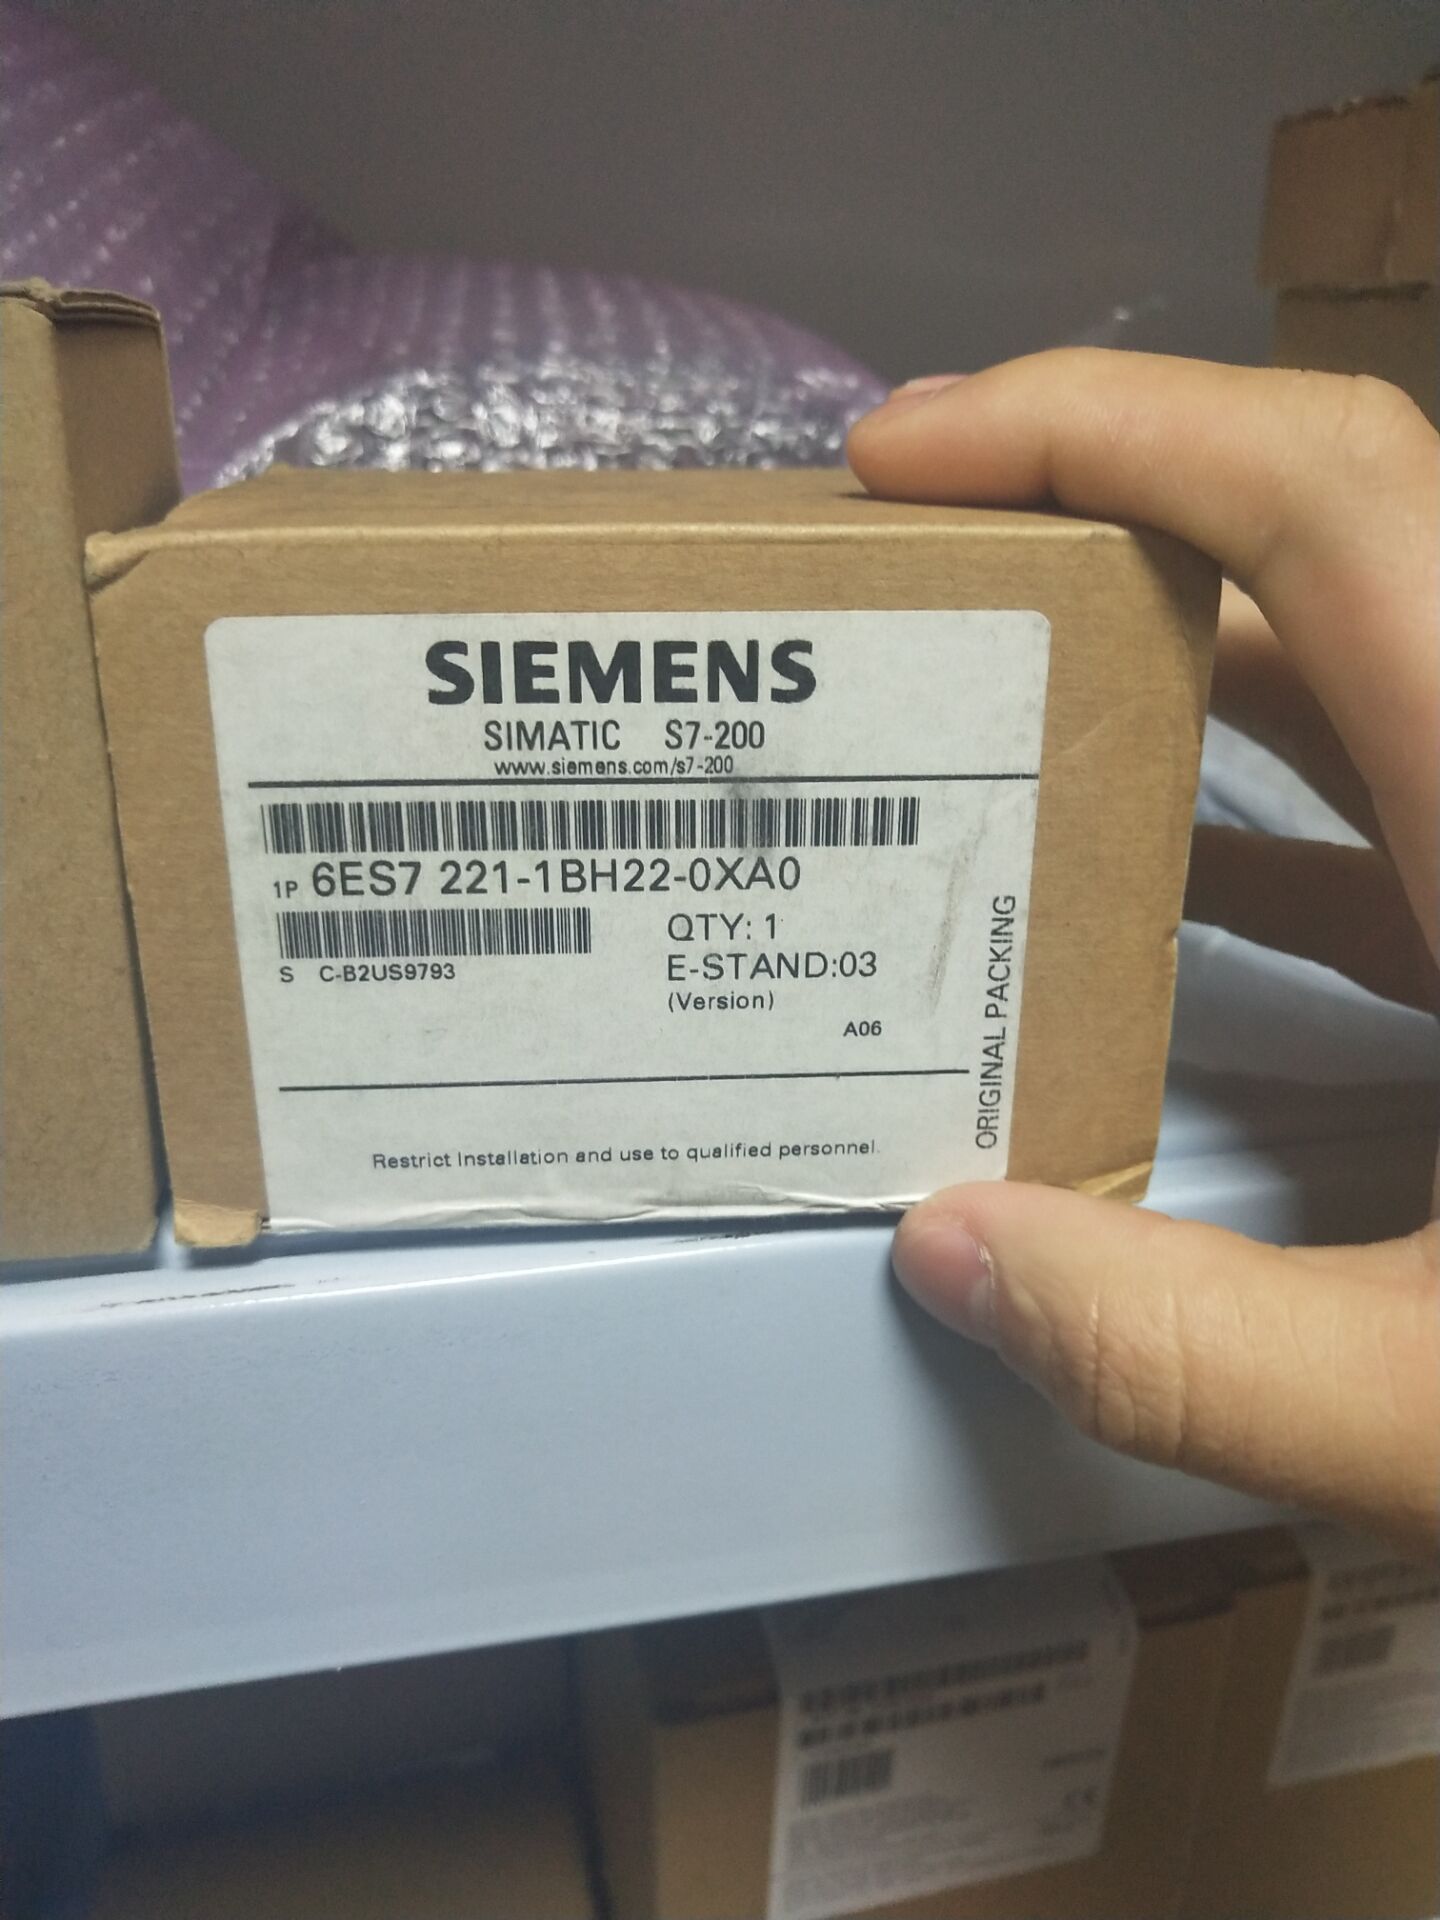 SIEMENS
SIMATIC S7-200
www.siemens.com/s7-200
1P 6ES7 221-1BH22-0XA0
S C-B2US9793
QTY: 1
E-STAND:03
(Version)
A06
ORIGINAL PACKING
Restrict Installation and use to qualified personnel.